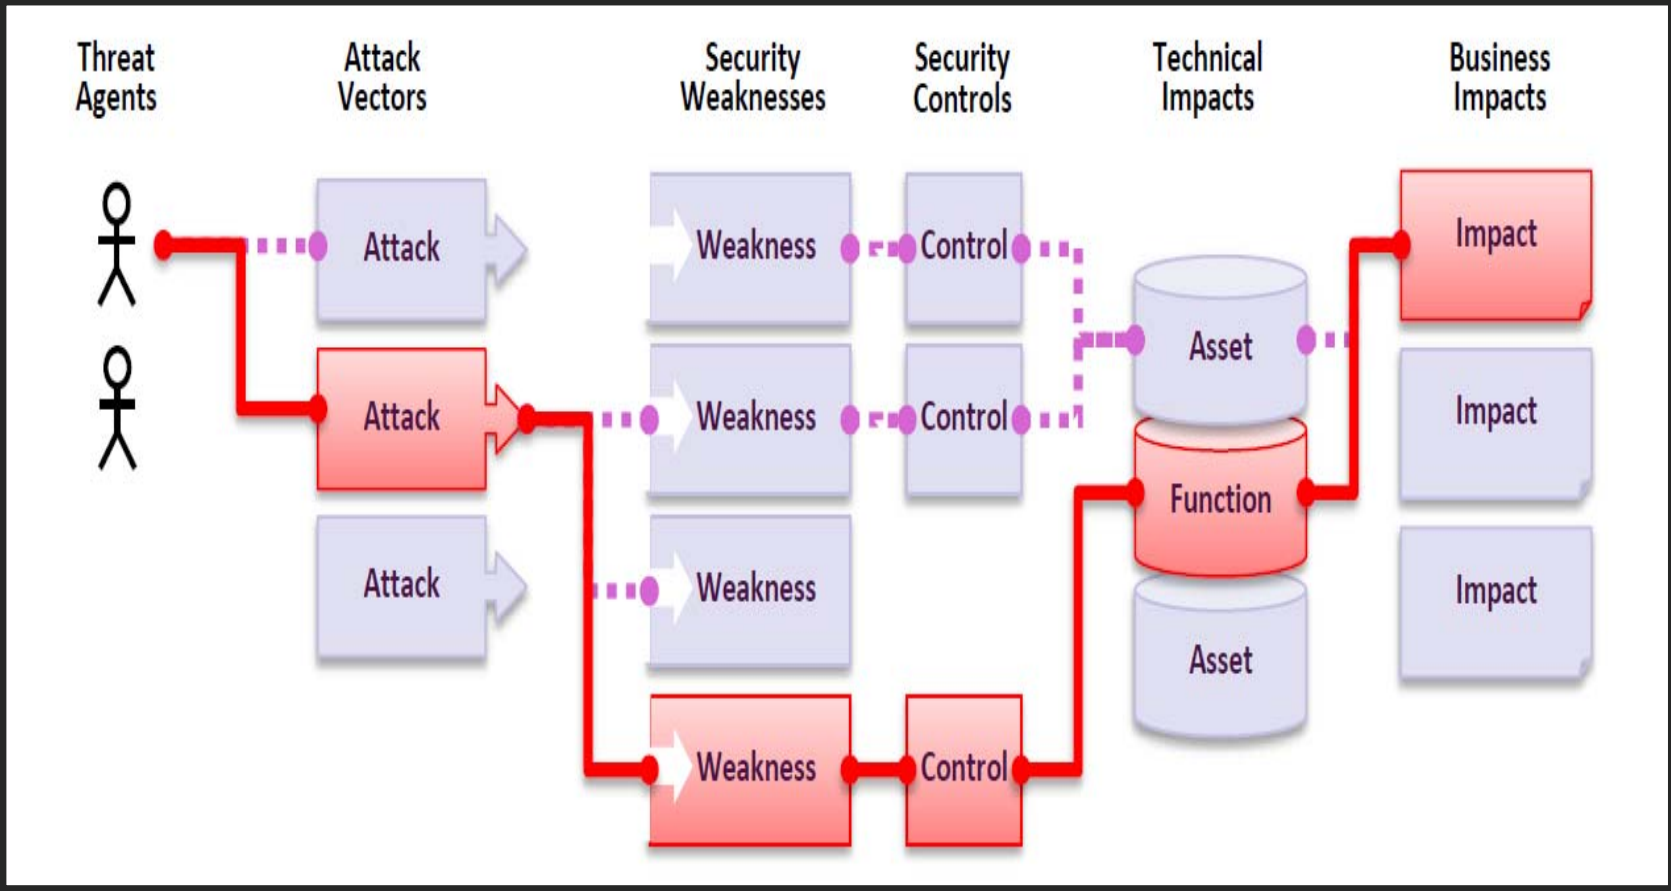 Threat
Agents
Attack
Vectors
Security
Weaknesses
Security
Controls
Technical
Impacts
Business
Impacts
Attack
Weakness
Control
Impact
Asset
Attack
Weakness
Control
Impact
Function
Attack
Weakness
Impact
Asset
Weakness
Control